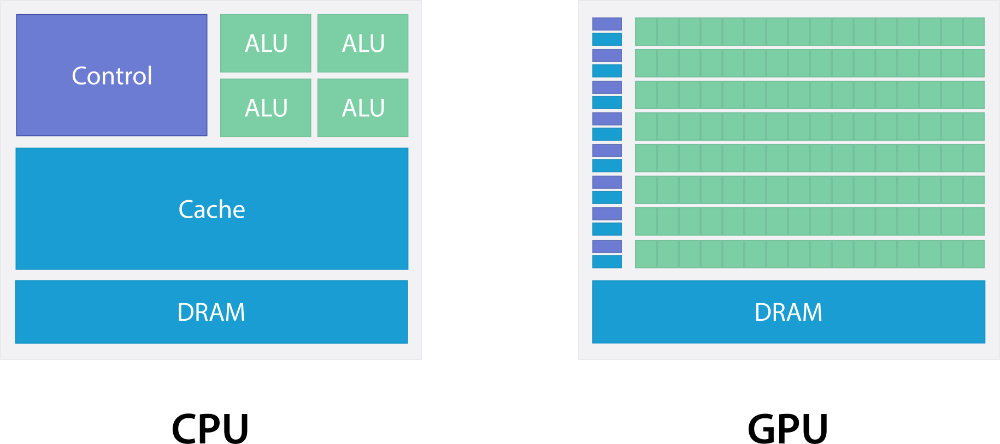 Control
ALU
ALU
ALU
ALU
Cache
DRAM
CPU
DRAM
GPU